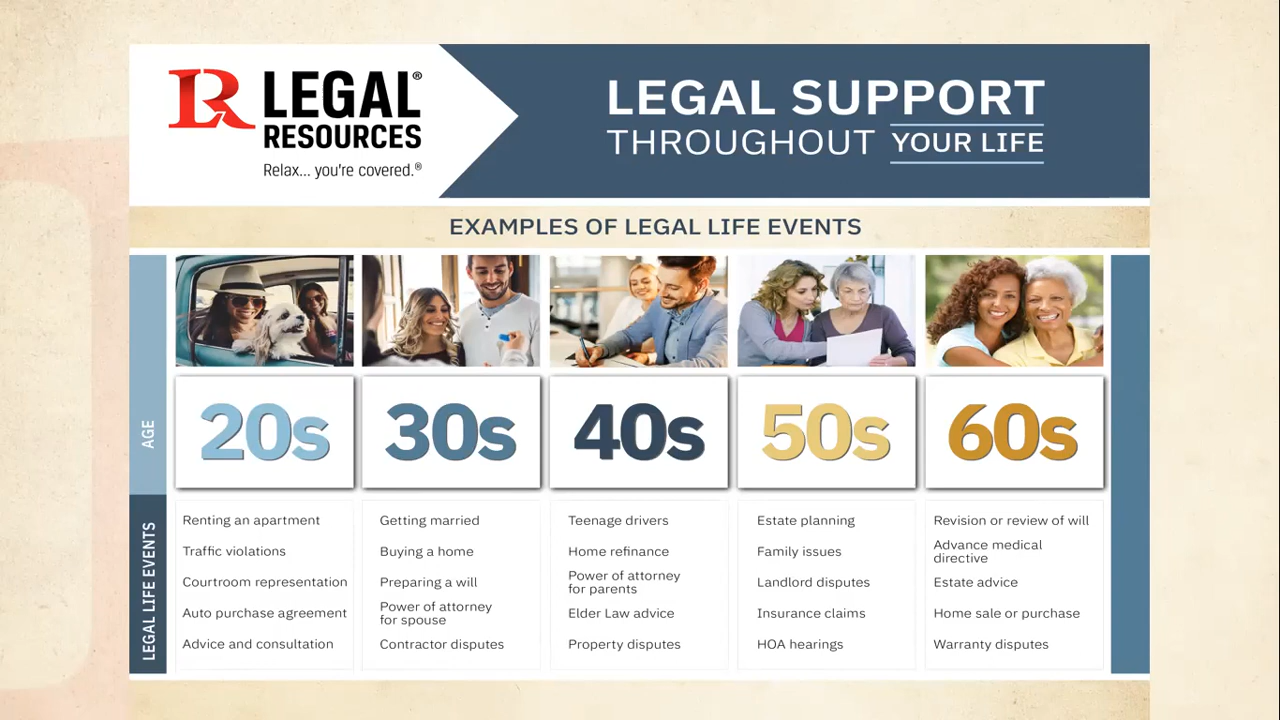 LR LEGAL®
RESOURCES
Relax... you're covered.®
LEGAL SUPPORT
THROUGHOUT YOUR LIFE
EXAMPLES OF LEGAL LIFE EVENTS
AGE
20s
30s
40s
50s
60s
LEGAL LIFE EVENTS
Renting an apartment
Traffic violations
Courtroom representation
Auto purchase agreement
Advice and consultation
Getting married
Buying a home
Preparing a will
Power of attorney
for spouse
Contractor disputes
Teenage drivers
Home refinance
Power of attorney
for parents
Elder Law advice
Property disputes
Estate planning
Family issues
Landlord disputes
Insurance claims
HOA hearings
Revision or review of will
Advance medical
directive
Estate advice
Home sale or purchase
Warranty disputes